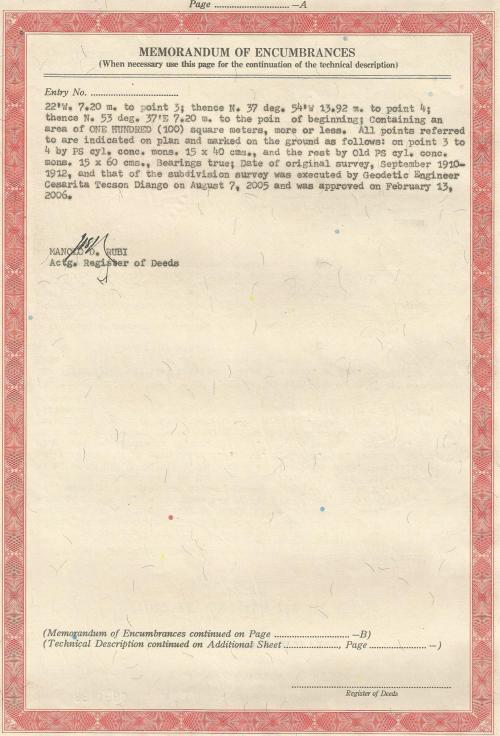 Page ........................... —A
MEMORANDUM OF ENCUMBRANCES
(When necessary use this page for the continuation of the technical description)
Entry No. ................................
22'W. 7.20 m. to point 3; thence N. 37 deg. 54'W 13.92 m. to point 4;
thence N. 53 deg. 37'E 7.20 m. to the poin of beginning; Containing an
area of ONE HUNDRED (100) square meters, more or less. All points referred
to are indicated on plan and marked on the ground as follows: on point 3 to
4 by PS cyl. conc. mons. 15 x 40 cms., and the rest by Old PS cyl. conc.
mons. 15 x 60 cms., Bearings true; Date of original survey, September 1910-
1912, and that of the subdivision survey was executed by Geodetic Engineer
Cesarita Tecson Diango on August 7, 2005 and was approved on February 13,
2006.
MANOLO D. RUBI
Actg. Register of Deeds
(Memorandum of Encumbrances continued on Page ........................... —B)
(Technical Description continued on Additional Sheet ...................., Page ..................... —)
Register of Deeds